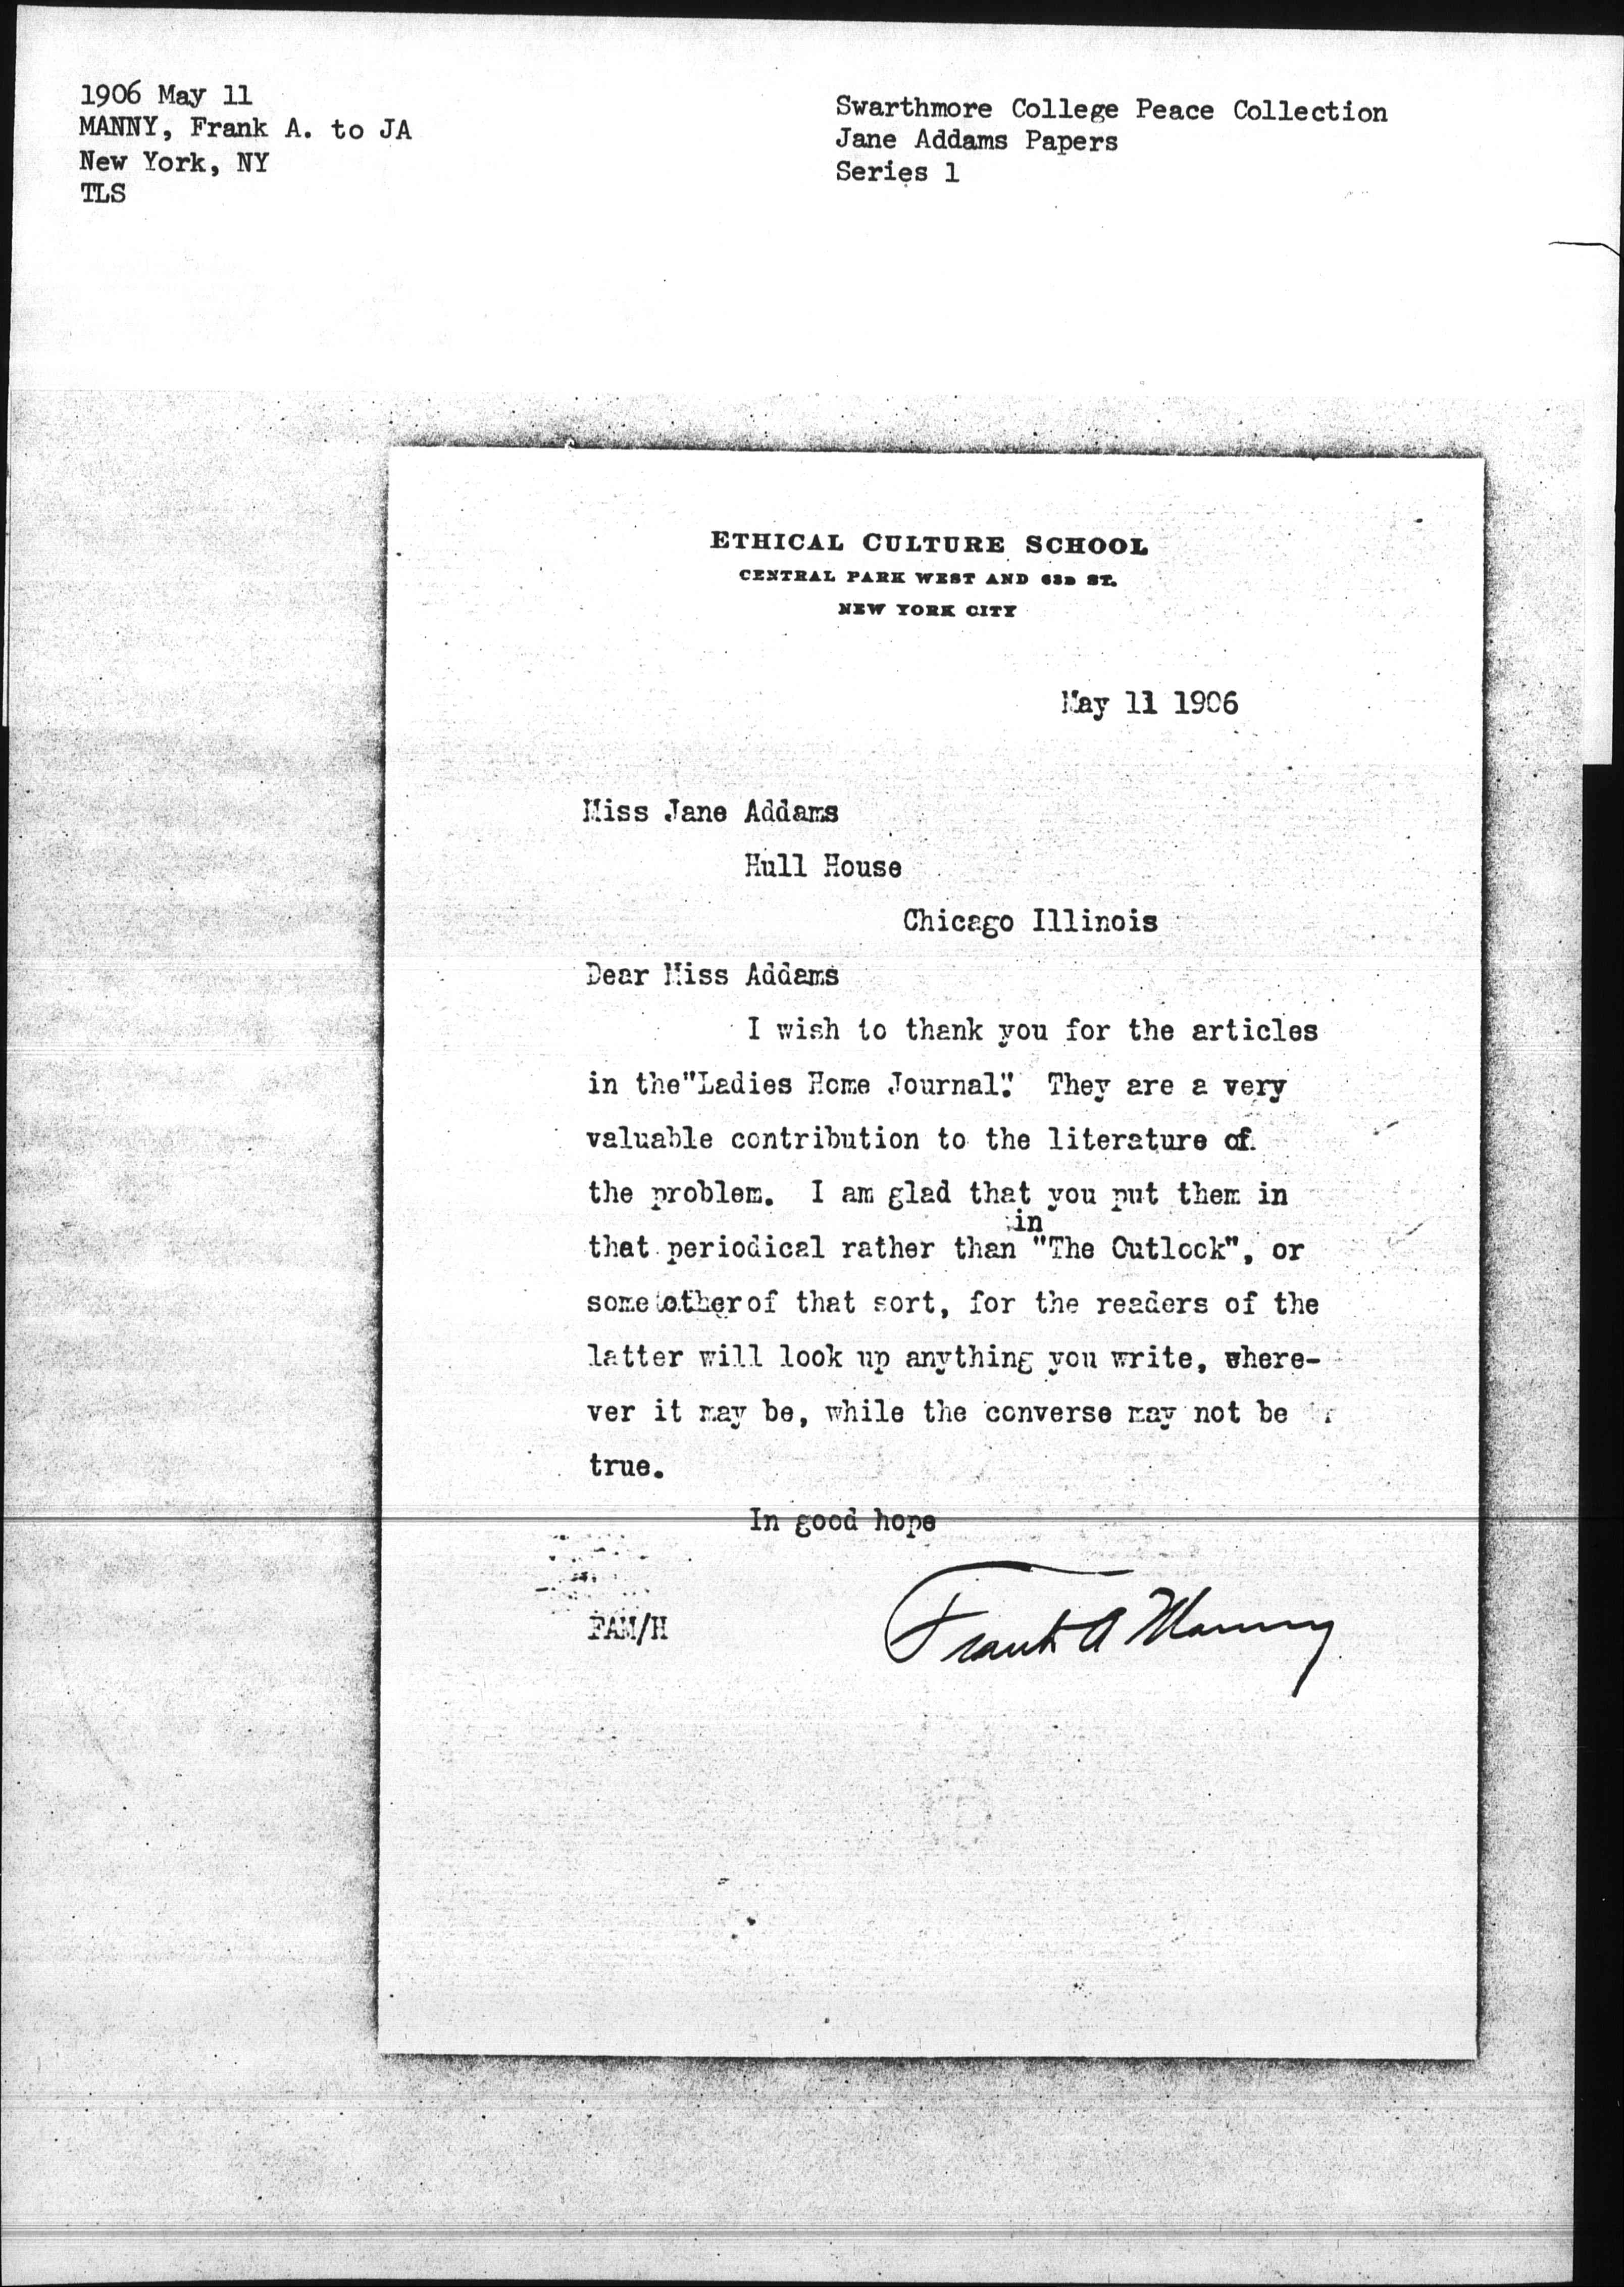 1906 May 11
MANNY, Frank A. to JA
New York, NY
TLS
Swarthmore College Peace Collection
Jane Addams Papers
Series 1
ETHICAL CULTURE SCHOOL
CENTRAL PARK WEST AND 63D ST.
NEW YORK CITY
May 11 1906
Miss Jane Addams
Hull House
Chicago Illinois
Dear Miss Addams
I wish to thank you for the articles
in the "Ladies Home Journal". They are a very
valuable contribution to the literature of
the problem. I am glad that you put them in
in
that periodical rather than "The Outlook", or
some other of that sort, for the readers of the
latter will look up anything you write, where-
ver it may be, while the converse may not be
true.
In good hope
FAM/H
Frank A Manny